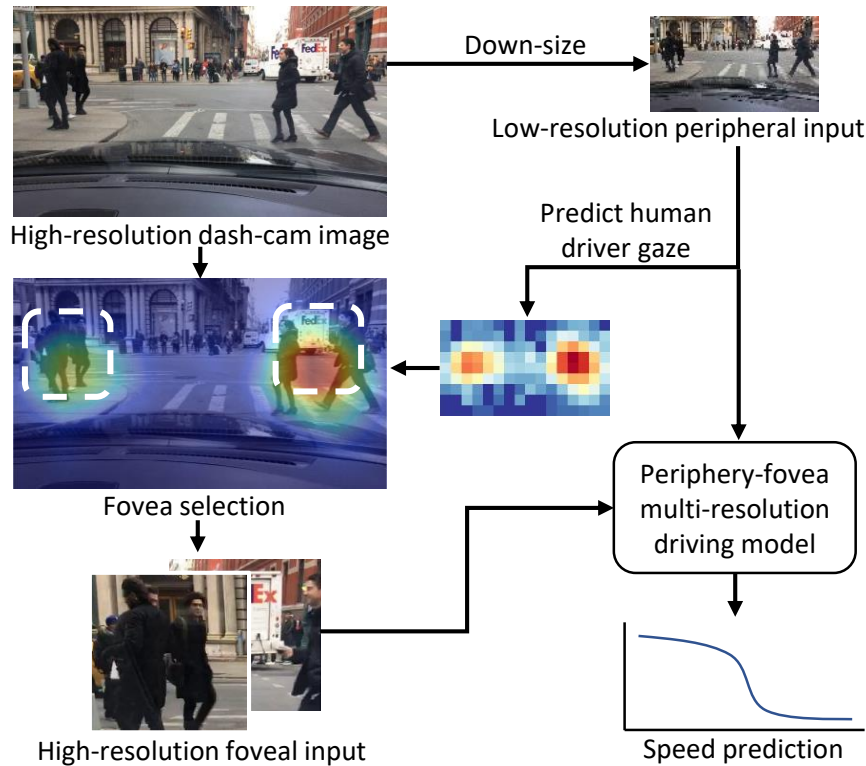 FedEx
Down-size
Low-resolution peripheral input
High-resolution dash-cam image
Predict human
driver gaze
FedEx
Fovea selection
Periphery-fovea
multi-resolution
driving model
Ex
High-resolution foveal input
Speed prediction